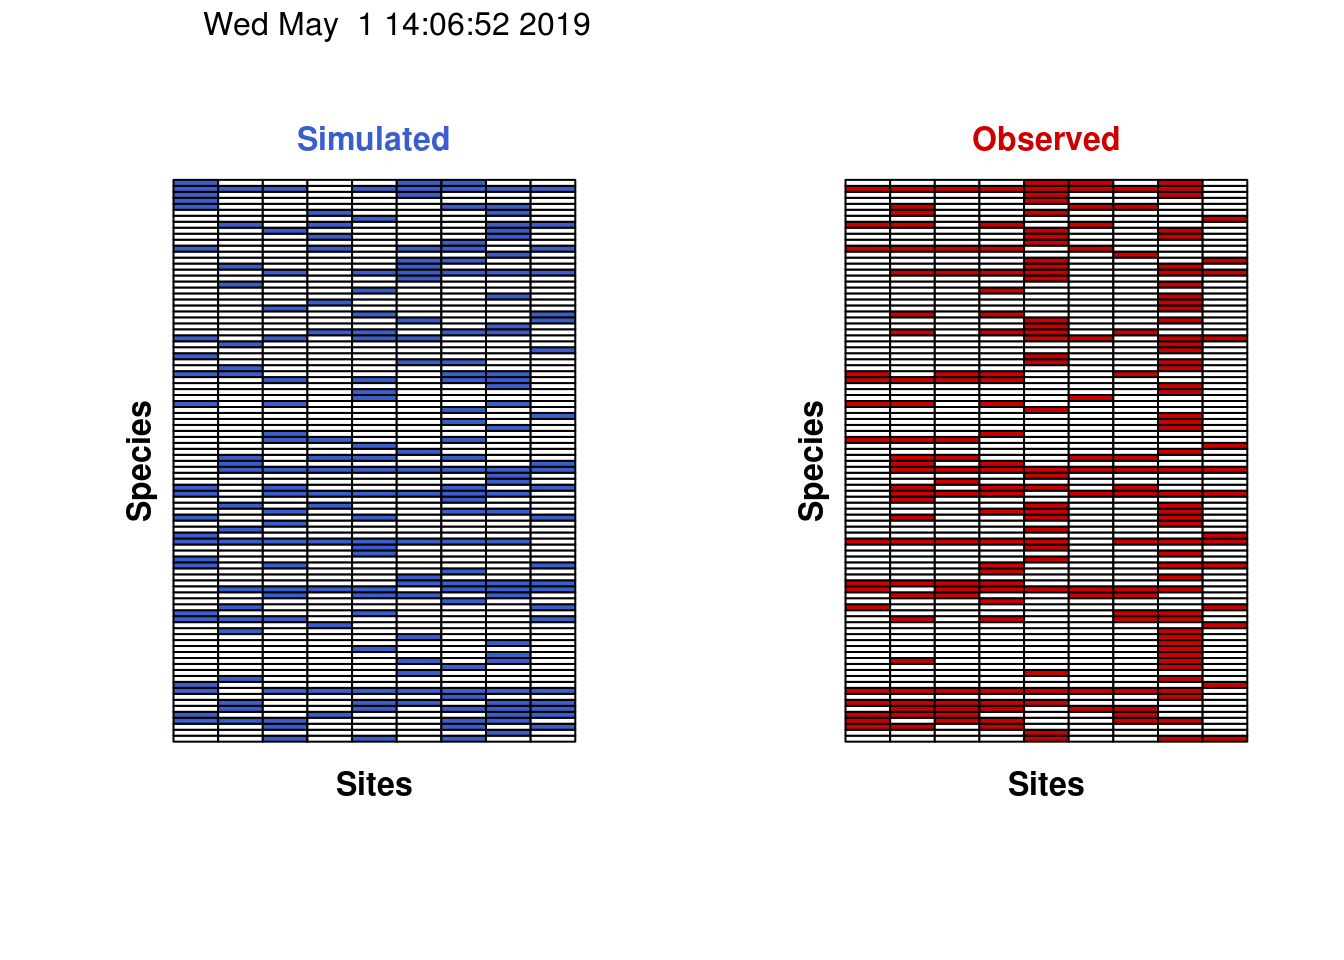 Wed May  1 14:06:52 2019
Simulated
Observed
Species
Species
Sites
Sites